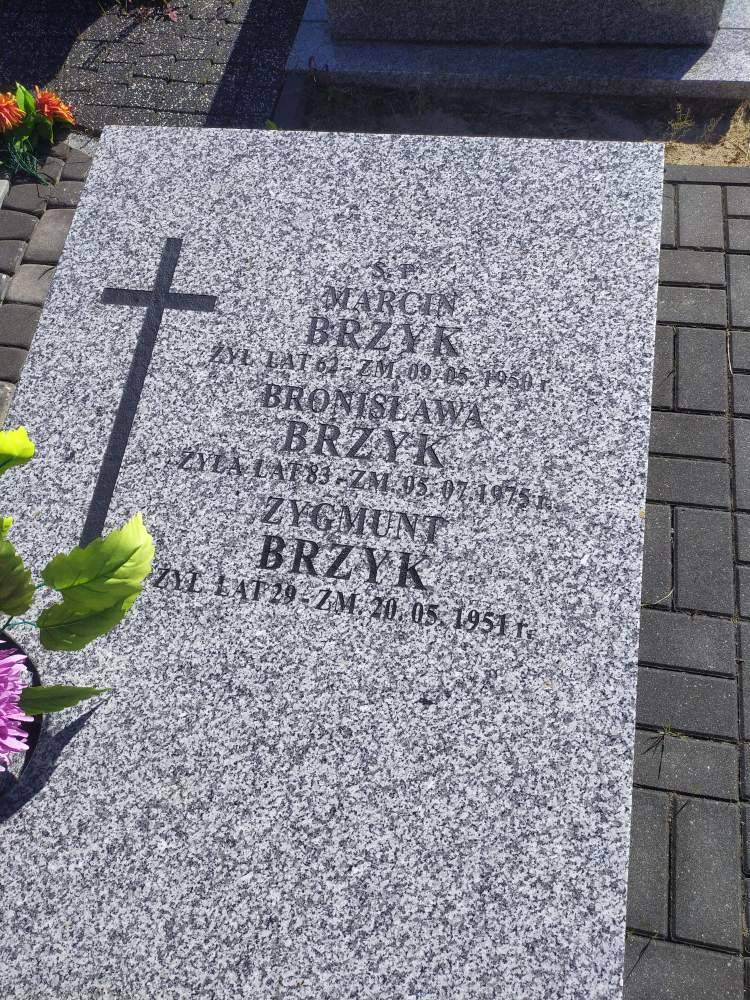 Ś. P.
MARCIN
BRZYK
ŻYŁ LAT 62 - ZM. 09. 05. 1950 r.
BRONISŁAWA
BRZYK
ŻYŁA LAT 83 - ZM. 05. 07. 1975 r.
ZYGMUNT
BRZYK
ŻYŁ LAT 29 - ZM. 20. 05. 1951 r.